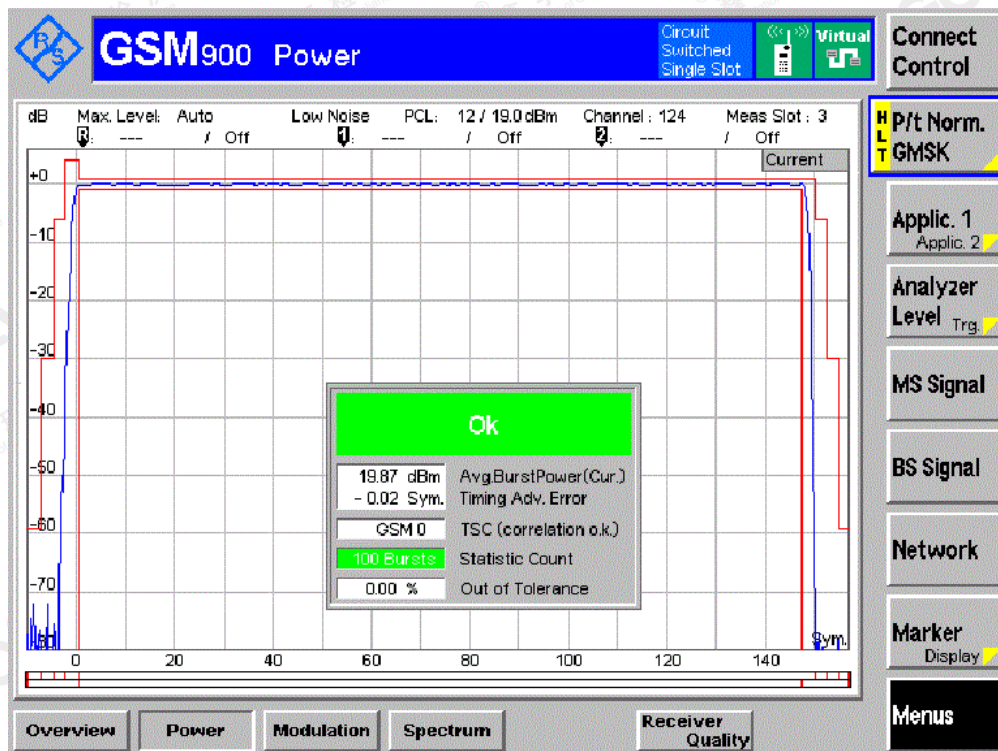 R S
GSM900 Power
Circuit
Switched
Single Slot
Virtual
Connect
Control
dB Max. Level: Auto Low Noise PCL: 12 / 19.0 dBm Channel : 124 Meas Slot : 3
R : --- / Off 1 : --- / Off 2 : --- / Off
Current
H
L
T
P/t Norm.
GMSK
Applic. 1
Applic. 2
Analyzer
Level Trg.
MS Signal
BS Signal
Network
Marker
Display
Menus
+0
-10
-20
-30
-40
-50
-60
-70
-80
Ok
19.87 dBm Avg.BurstPower(Cur.)
- 0.02 Sym. Timing Adv. Error
GSM 0 TSC (correlation o.k.)
100 Bursts Statistic Count
0.00 % Out of Tolerance
Sym.
0 20 40 60 80 100 120 140
Overview Power Modulation Spectrum Receiver
Quality